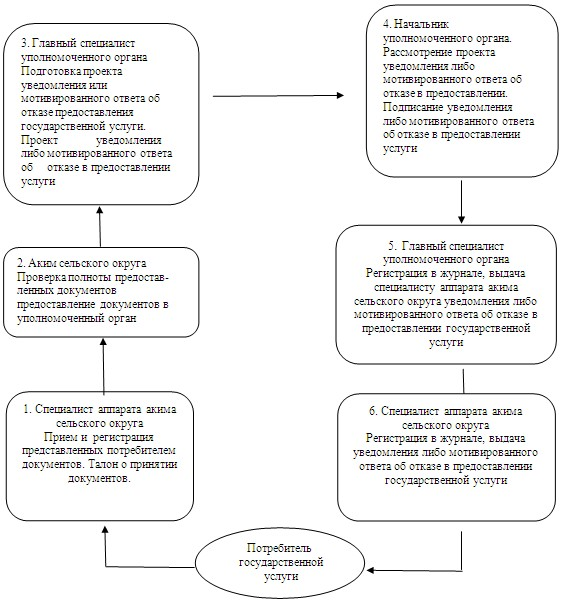 1. Специалист аппарата акима
сельского округа
Прием и регистрация
представленных потребителем
документов. Талон о принятии
документов.
2. Аким сельского округа
Проверка полноты предостав-
ленных документов
предоставление документов в
уполномоченный орган
3. Главный специалист
уполномоченного органа
Подготовка проекта
уведомления или
мотивированного ответа об
отказе предоставления
государственной услуги.
Проект уведомления
либо мотивированного ответа
об отказе в предоставлении
услуги
4. Начальник
уполномоченного органа.
Рассмотрение проекта
уведомления либо
мотивированного ответа об
отказе в предоставлении.
Подписание уведомления
либо мотивированного ответа
об отказе в предоставлении
услуги
5. Главный специалист
уполномоченного органа
Регистрация в журнале, выдача
специалисту аппарата акима
сельского округа уведомления либо
мотивированного ответа об отказе в
предоставлении государственной
услуги
6. Специалист аппарата акима
сельского округа
Регистрация в журнале, выдача
уведомления либо мотивированного
ответа об отказе в предоставлении
государственной услуги
Потребитель
государственной
услуги